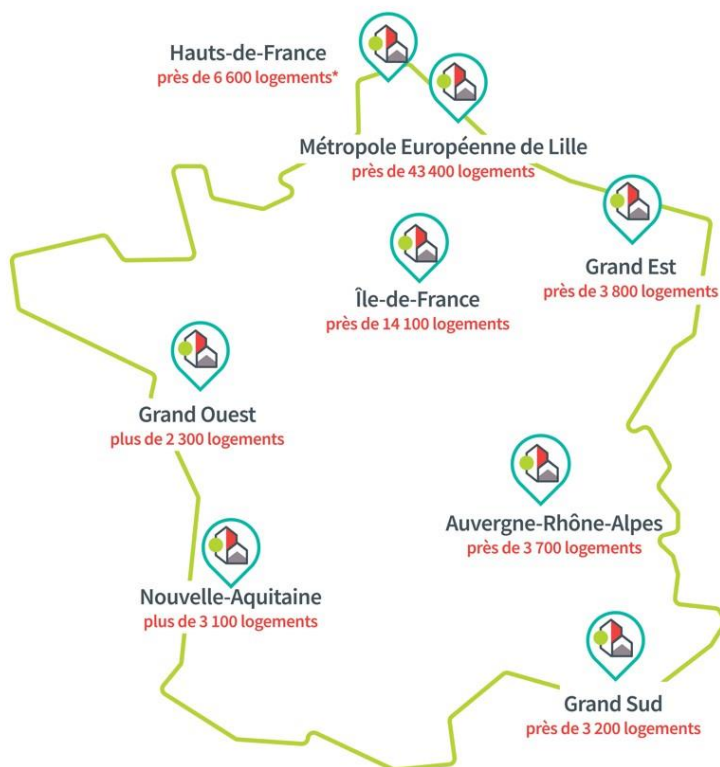 Hauts-de-France
près de 6 600 logements*
Métropole Européenne de Lille
près de 43 400 logements
Grand Est
près de 3 800 logements
Île-de-France
près de 14 100 logements
Grand Ouest
plus de 2 300 logements
Auvergne-Rhône-Alpes
près de 3 700 logements
Nouvelle-Aquitaine
plus de 3 100 logements
Grand Sud
près de 3 200 logements